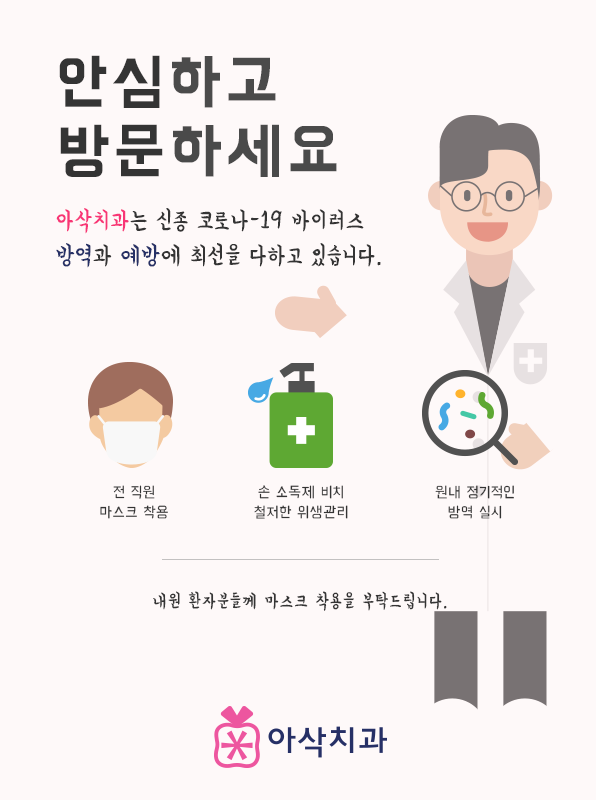 안심하고
방문하세요
아삭치과는 신종 코로나-19 바이러스
방역과 예방에 최선을 다하고 있습니다.
전 직원
마스크 착용
손 소독제 비치
철저한 위생관리
원내 정기적인
방역 실시
내원 환자분들께 마스크 착용을 부탁드립니다.
아삭치과